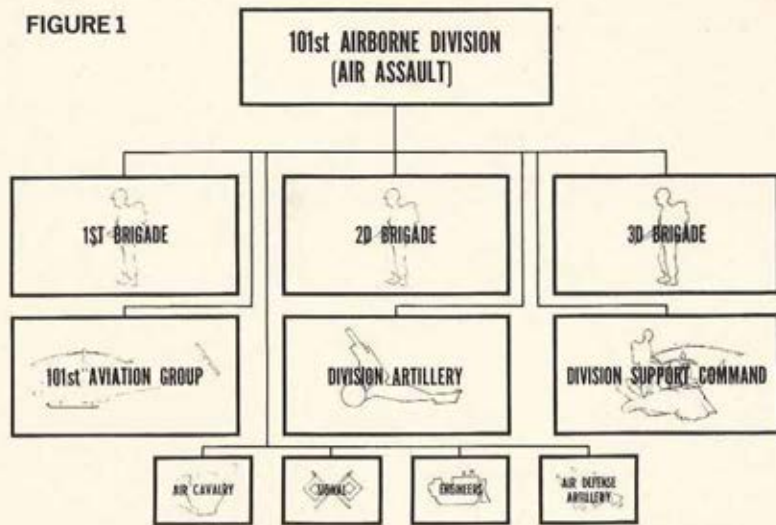 FIGURE 1
101st AIRBORNE DIVISION
(AIR ASSAULT)
1ST BRIGADE
2D BRIGADE
3D BRIGADE
101st AVIATION GROUP
DIVISION ARTILLERY
DIVISION SUPPORT COMMAND
AIR CAVALRY
SIGNAL
ENGINEERS
AIR DEFENSE
ARTILLERY